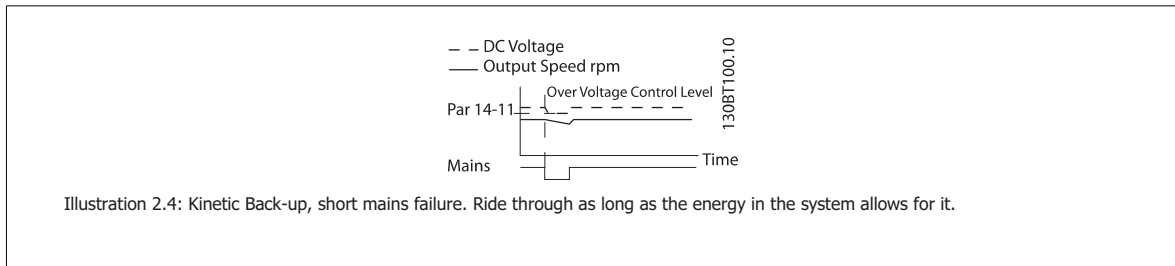 DC Voltage
Output Speed rpm
Over Voltage Control Level
Par 14-11
Mains
Time
130BT100.10
Illustration 2.4: Kinetic Back-up, short mains failure. Ride through as long as the energy in the system allows for it.